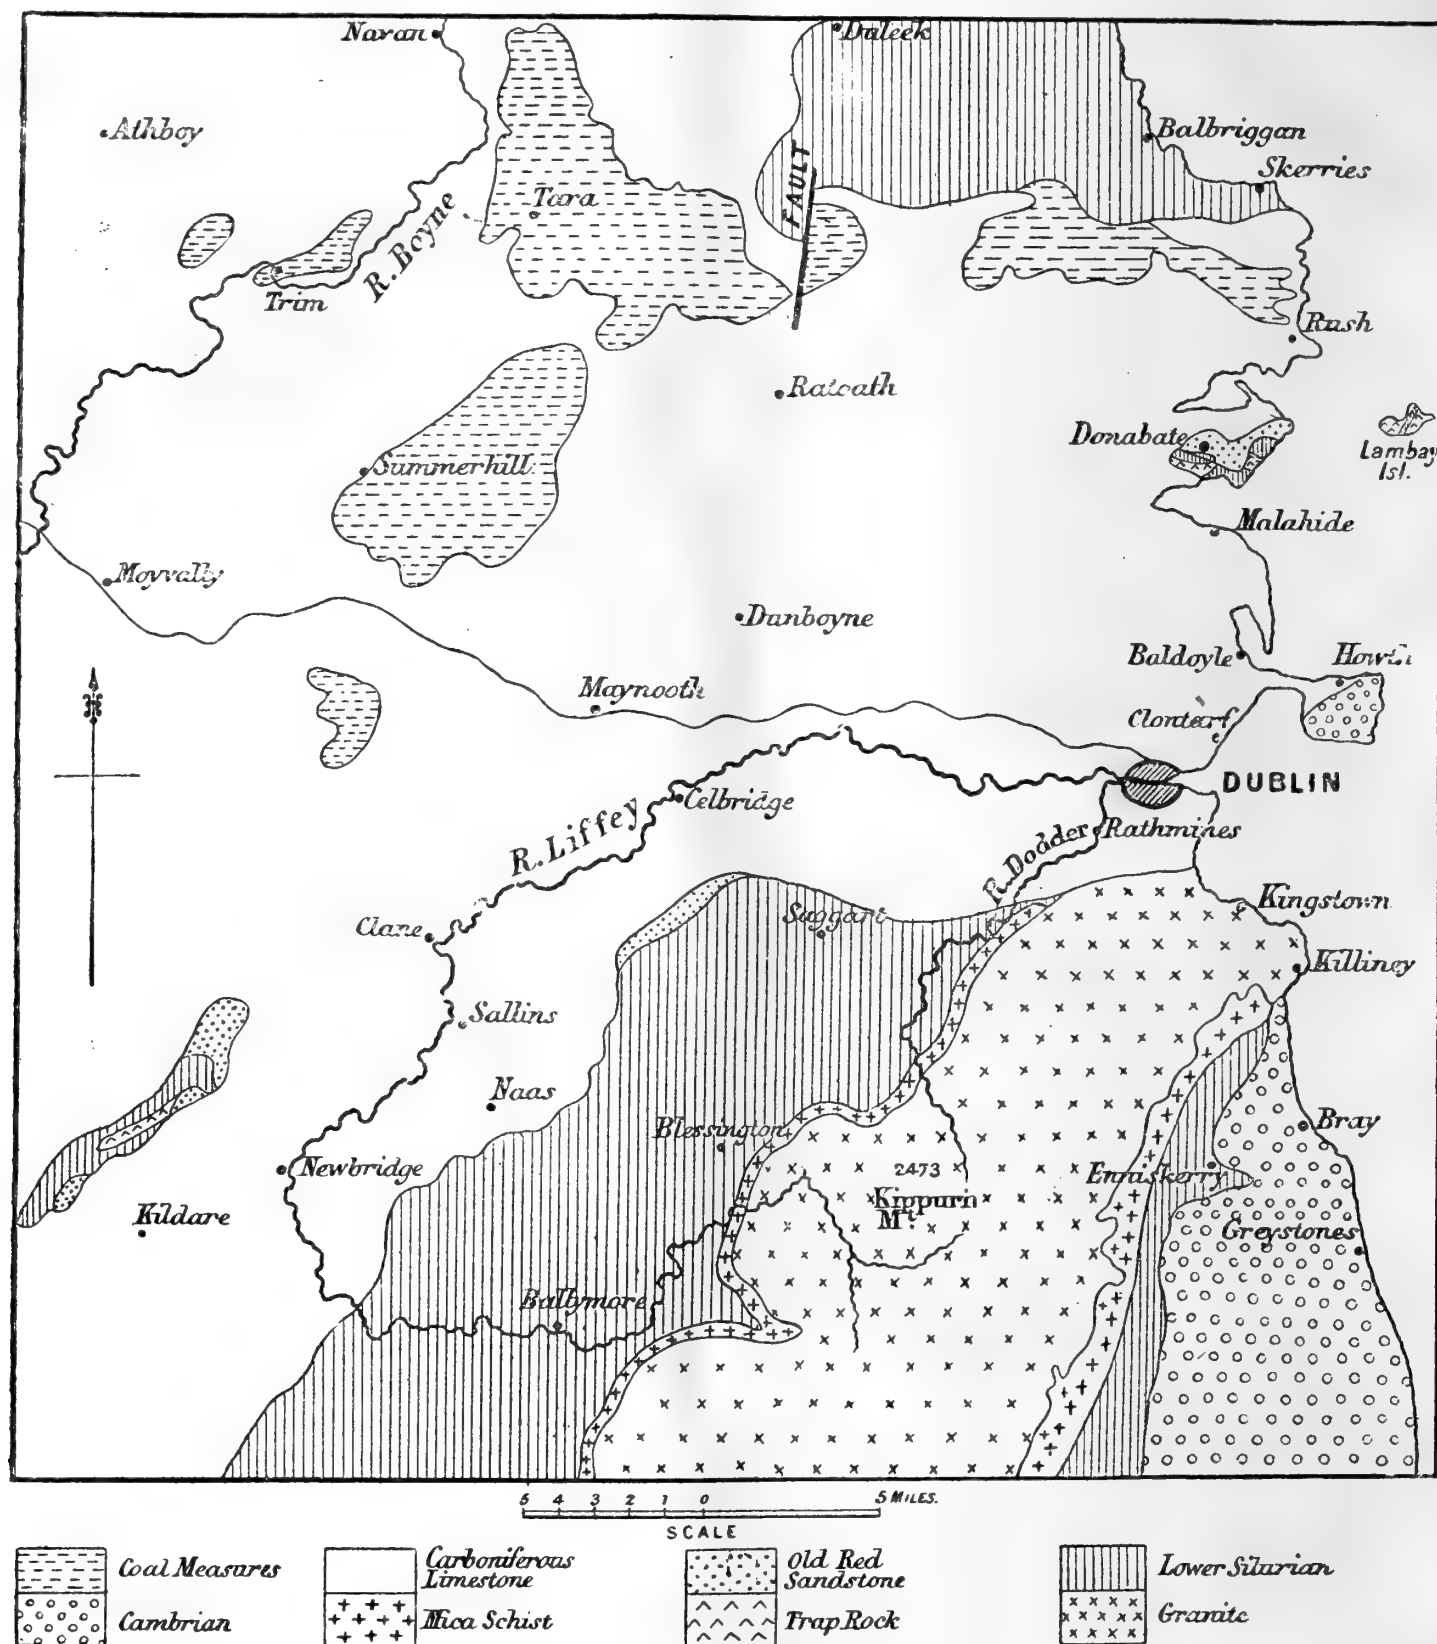 Navan
Duleek
Athboy
Balbriggan
Skerries
FAULT
Tara
R. Boyne
Trim
Rush
Ratoath
Donabate
Lambay
Isl.
Summerhill
Malahide
Moyvally
Dunboyne
Baldoyle
Howth
Maynooth
Clontarf
DUBLIN
Celbridge
R. Liffey
R. Dodder
Rathmines
Kingstown
Saggart
Clane
Killiney
Sallins
Naas
Bray
Blessington
Newbridge
2473
Enniskerry
Kippurn
Mt.
Kildare
Greystones
Ballymore
5 4 3 2 1 0 5 MILES.
SCALE
Coal Measures
Carboniferous
Limestone
Old Red
Sandstone
Lower Silurian
Cambrian
Mica Schist
Trap Rock
Granite